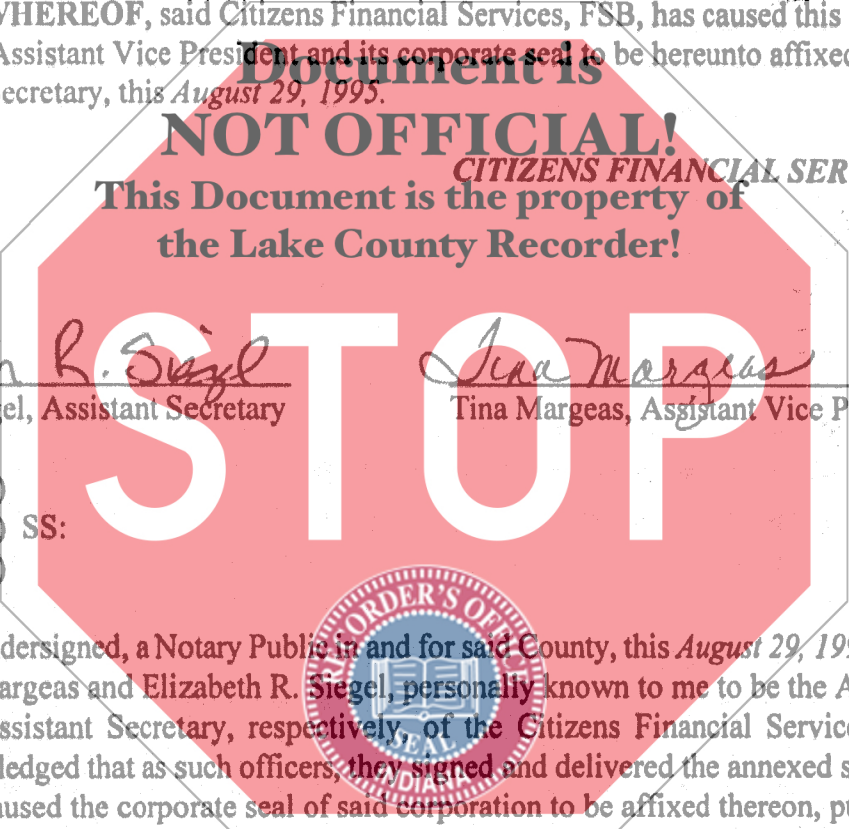 WHEREOF, said Citizens Financial Services, FSB, has caused this
Assistant Vice President and its corporate seal to be hereunto affixed
ecretary, this August 29, 1995.
Document is
NOT OFFICIAL!
CITIZENS FINANCIAL SER
This Document is the property of
the Lake County Recorder!
STOP
R. Siegel
Tina Margeas
gel, Assistant Secretary
Tina Margeas, Assistant Vice P
) SS:
RECORDER'S OFFICE
SEAL
INDIANA
dersigned, a Notary Public in and for said County, this August 29, 199
argeas and Elizabeth R. Siegel, personally known to me to be the A
ssistant Secretary, respectively, of the Citizens Financial Service
ledged that as such officers, they signed and delivered the annexed s
aused the corporate seal of said corporation to be affixed thereon, pu